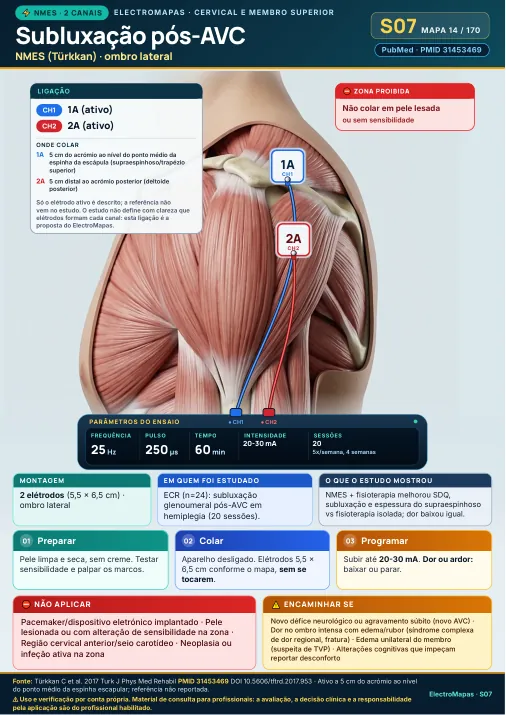 NMES · 2 CANAIS
ELECTROMAPAS · CERVICAL E MEMBRO SUPERIOR
Subluxação pós-AVC
NMES (Türkkan) · ombro lateral
S07 MAPA 14 / 170
PubMed · PMID 31453469
LIGAÇÃO
CH1 1A (ativo)
CH2 2A (ativo)
ONDE COLAR
1A 5 cm do acrómio ao nível do ponto médio da
espinha da escápula (supraespinhoso/trapézio
superior)
2A 5 cm distal ao acrómio posterior (deltoide
posterior)
Só o elétrodo ativo é descrito; a referência não
vem no estudo. O estudo não define com clareza que
elétrodos formam cada canal: esta ligação é a
proposta do ElectroMapas.
ZONA PROIBIDA
Não colar em pele lesada
ou sem sensibilidade
1A
CH1
2A
CH2
PARÂMETROS DO ENSAIO
CH1
CH2
FREQUÊNCIA
25 Hz
PULSO
250 µs
TEMPO
60 min
INTENSIDADE
20-30 mA
SESSÕES
20
5x/semana, 4 semanas
MONTAGEM
2 elétrodos (5,5 × 6,5 cm) ·
ombro lateral
EM QUEM FOI ESTUDADO
ECR (n=24): subluxação
glenoumeral pós-AVC em
hemiplegia (20 sessões).
O QUE O ESTUDO MOSTROU
NMES + fisioterapia melhorou SDQ,
subluxação e espessura do supraespinhoso
vs fisioterapia isolada; dor baixou igual.
01 Preparar
Pele limpa e seca, sem creme. Testar
sensibilidade e palpar os marcos.
02 Colar
Aparelho desligado. Elétrodos 5,5 ×
6,5 cm conforme o mapa, sem se
tocarem.
03 Programar
Subir até 20-30 mA. Dor ou ardor:
baixar ou parar.
NÃO APLICAR
Pacemaker/dispositivo eletrónico implantado · Pele
lesionada ou com alteração de sensibilidade na zona ·
Região cervical anterior/seio carotídeo · Neoplasia ou
infeção ativa na zona
ENCAMINHAR SE
Novo défice neurológico ou agravamento súbito (novo AVC) ·
Dor no ombro intensa com edema/rubor (síndrome complexa
de dor regional, fratura) · Edema unilateral do membro
(suspeita de TVP) · Alterações cognitivas que impeçam
reportar desconforto
Fonte: Türkkan C et al. 2017 Turk J Phys Med Rehabil PMID 31453469 DOI 10.5606/tftrd.2017.953 · Ativo a 5 cm do acrómio ao nível
do ponto médio da espinha escapular; referência não reportada.
Uso e verificação por conta própria. Material de consulta para profissionais: a avaliação, a decisão clínica e a responsabilidade
pela aplicação são do profissional habilitado.
ElectroMapas · S07